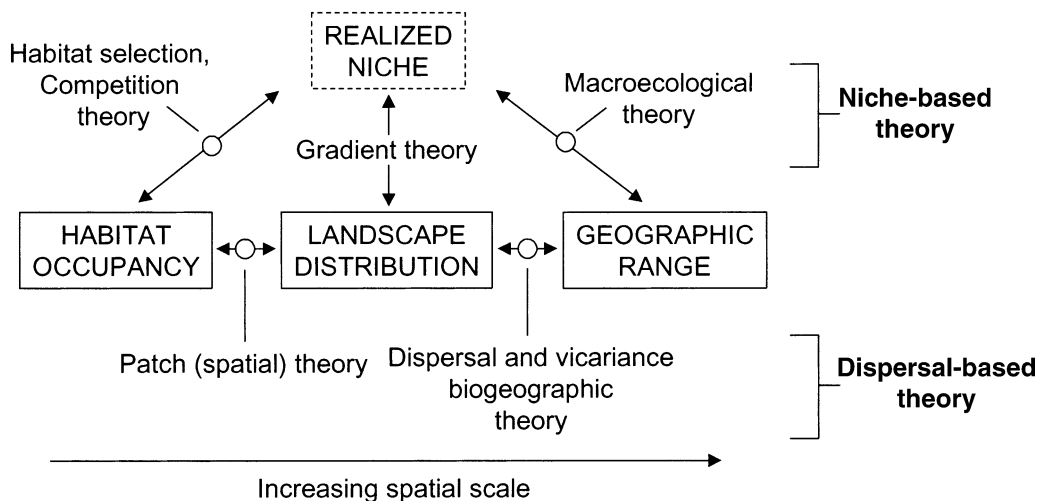 REALIZED
NICHE
Habitat selection,
Competition
theory
Macroecological
theory
Niche-based
theory
Gradient theory
HABITAT
OCCUPANCY
LANDSCAPE
DISTRIBUTION
GEOGRAPHIC
RANGE
Patch (spatial) theory
Dispersal and vicariance
biogeographic
theory
Dispersal-based
theory
Increasing spatial scale